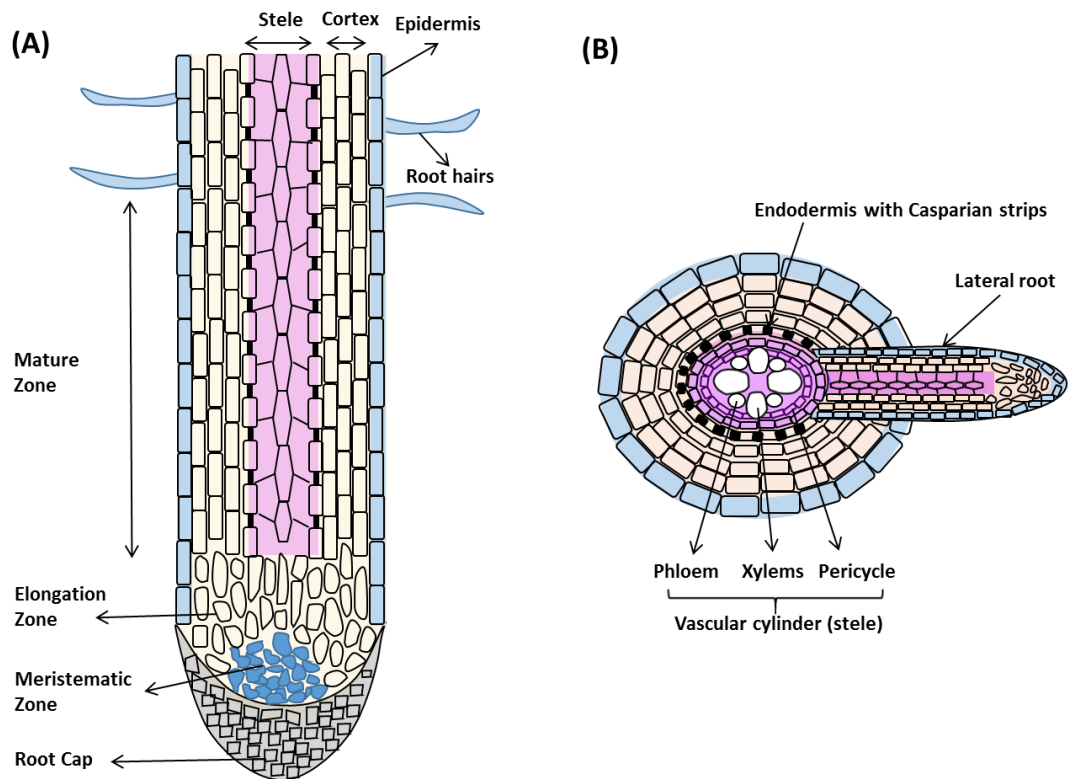 (A)
Stele
Cortex
Epidermis
Root hairs
Mature
Zone
Elongation
Zone
Meristematic
Zone
Root Cap
(B)
Endodermis with Casparian strips
Lateral root
Phloem
Xylems
Pericycle
Vascular cylinder (stele)